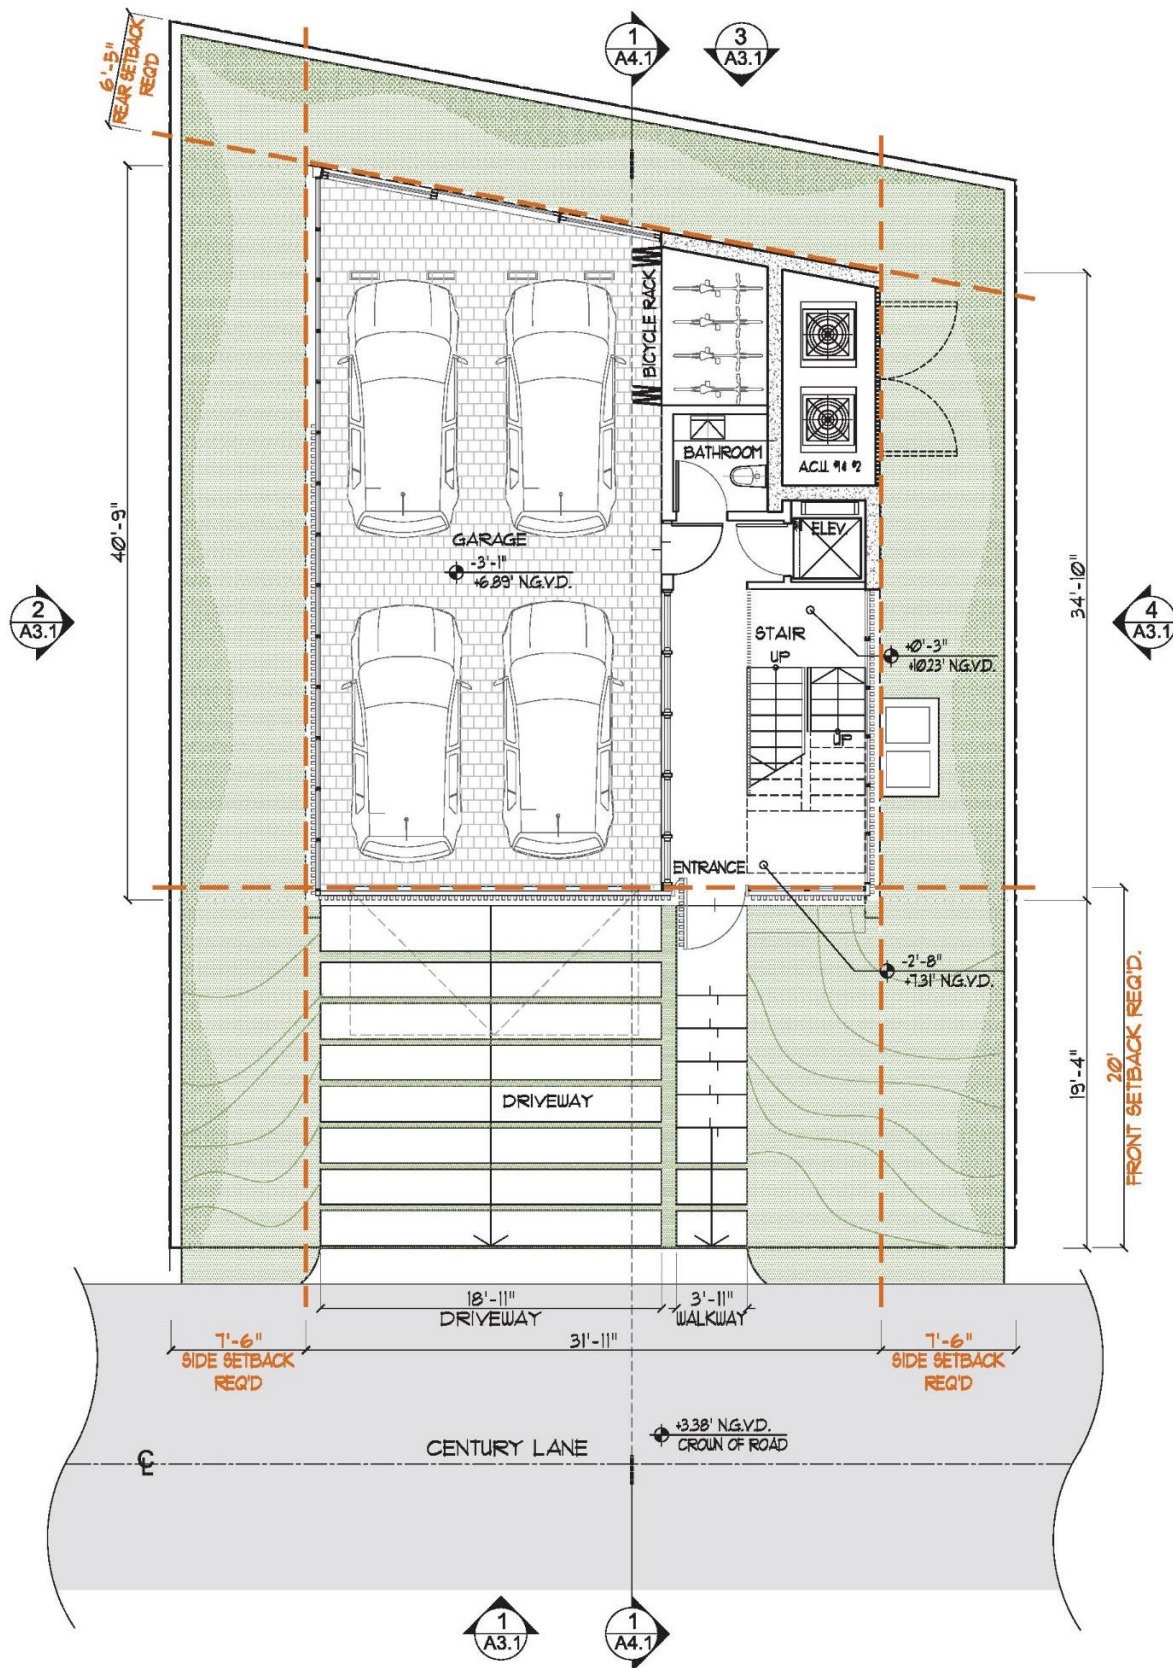 1
A4.1
3
A3.1
6'-5"
REAR SETBACK
REQ'D
BICYCLE RACK
BATHROOM
A.C.U. #1 & #2
ELEV.
GARAGE
-3'-1"
+6.89' N.G.V.D.
40'-9"
34'-10"
2
A3.1
4
A3.1
STAIR
UP
+0'-3"
+10.23' N.G.V.D.
UP
ENTRANCE
-2'-8"
+7.31' N.G.V.D.
DRIVEWAY
19'-4"
20'
FRONT SETBACK REQ'D.
18'-11"
DRIVEWAY
3'-11"
WALKWAY
7'-6"
SIDE SETBACK
REQ'D
31'-11"
7'-6"
SIDE SETBACK
REQ'D
+3.38' N.G.V.D.
CROWN OF ROAD
CENTURY LANE
CL
1
A3.1
1
A4.1